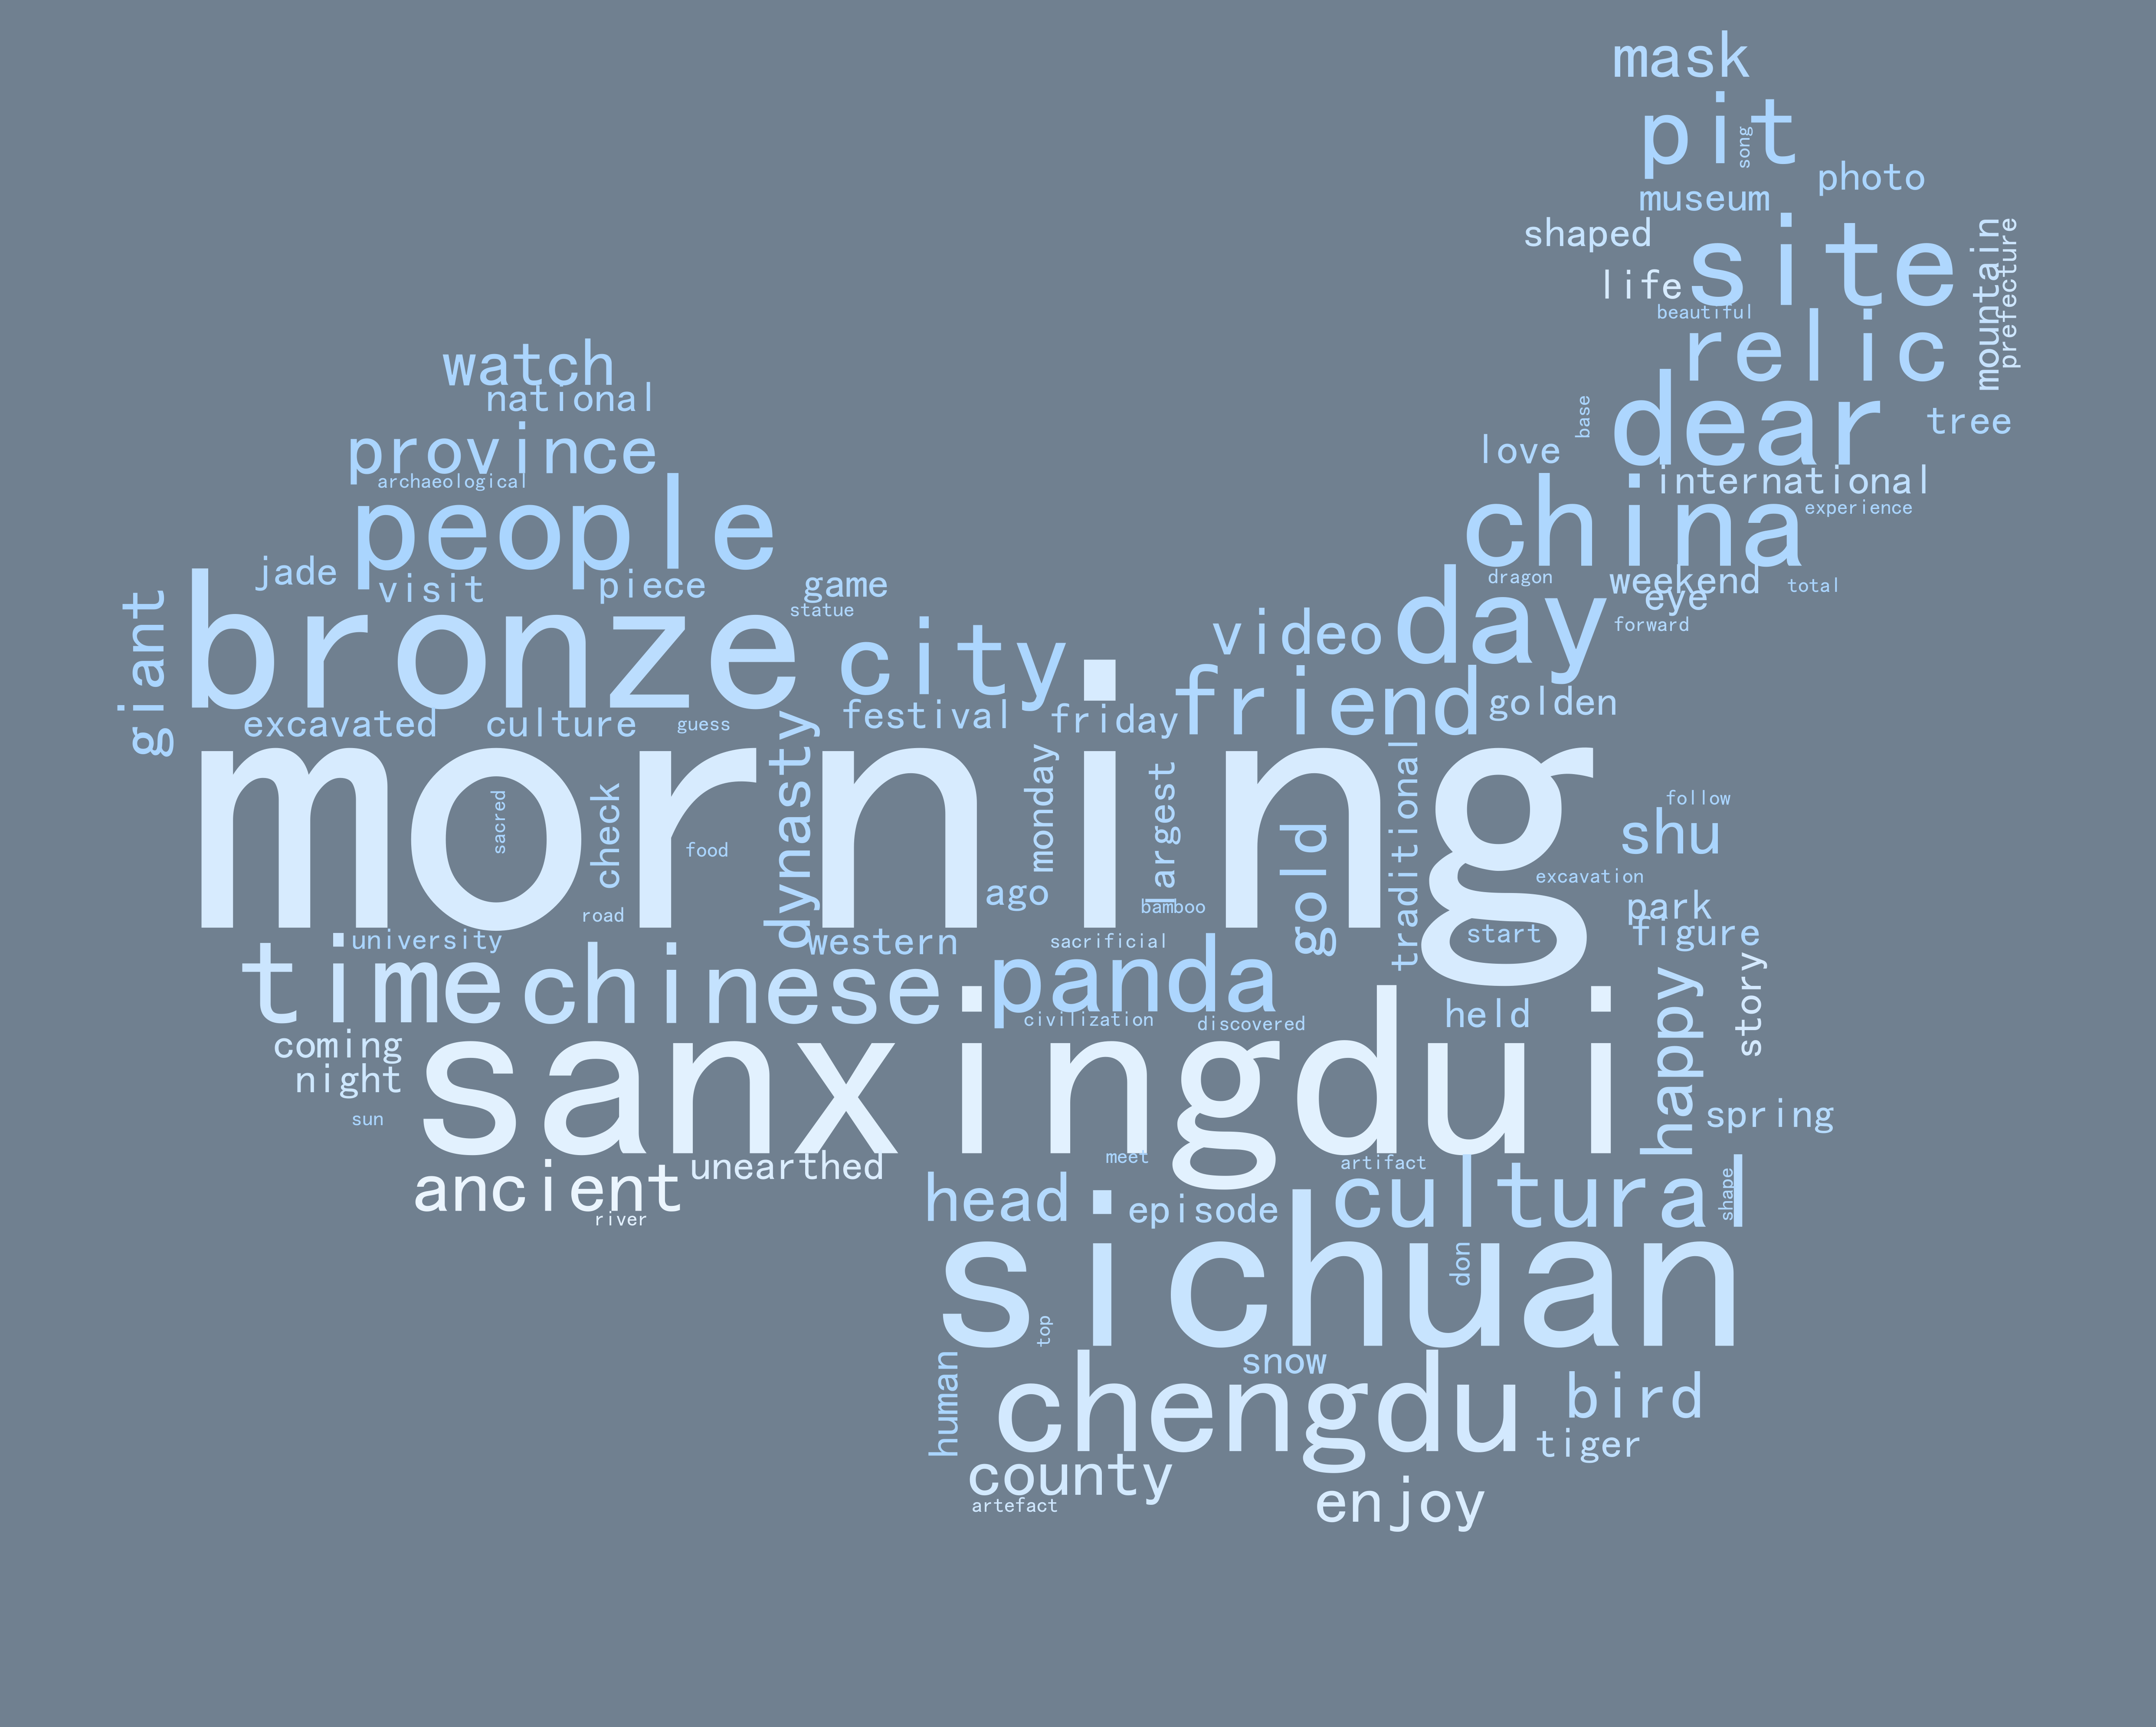 mask
pit
song
photo
museum
shaped
site
mountain
prefecture
life
beautiful
relic
watch
national
base
dear
tree
province
love
archaeological
international
people
china
experience
jade
visit
piece
game
dragon
weekend
total
giant
statue
eye
bronze
city
video
day
forward
excavated
culture
guess
festival
friday
friend
golden
morning
sacred
check
food
dynasty
monday
largest
gold
traditional
follow
shu
road
ago
bamboo
excavation
park
university
western
sacrificial
start
figure
time
chinese
panda
story
coming
civilization
discovered
held
happy
night
sanxingdui
sun
spring
ancient
unearthed
meet
artifact
river
head
episode
cultural
shape
sichuan
don
top
snow
human
chengdu
bird
tiger
county
artefact
enjoy